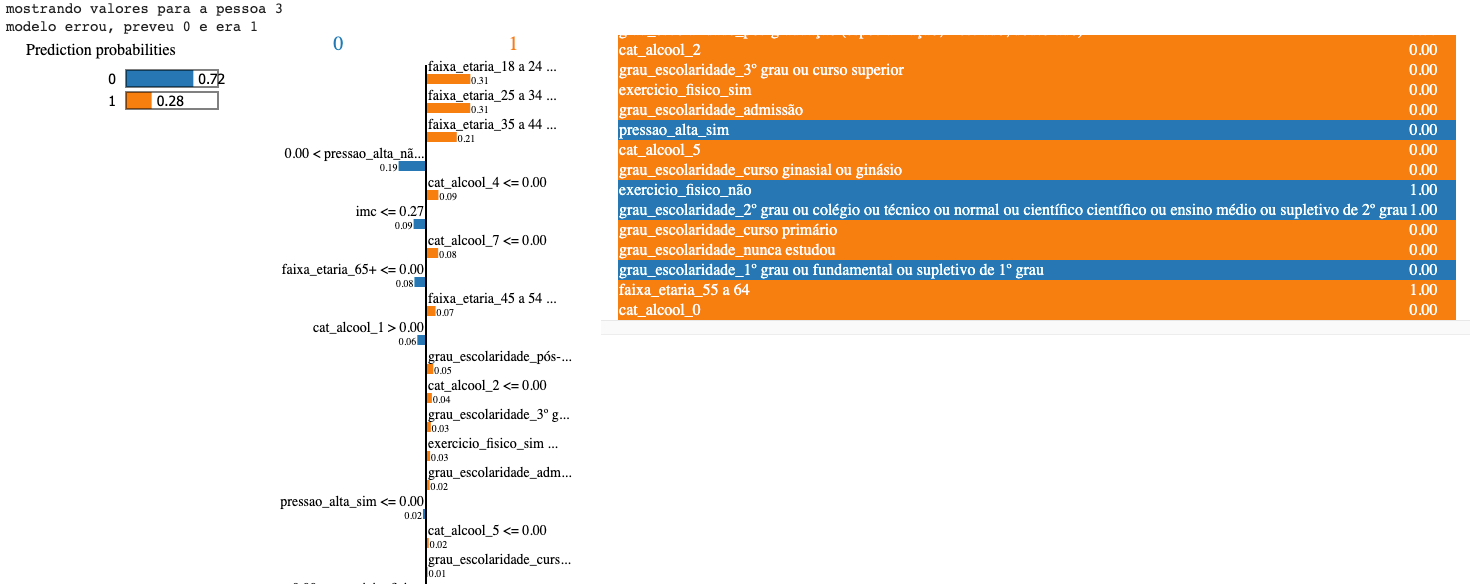 mostrando valores para a pessoa 3
modelo errou, preveu 0 e era 1
Prediction probabilities
0 0.72
1 0.28
0 1
faixa_etaria_18 a 24 ...
0.31
faixa_etaria_25 a 34 ...
0.31
faixa_etaria_35 a 44 ...
0.21
0.00 < pressao_alta_nã...
0.19
cat_alcool_4 <= 0.00
0.09
imc <= 0.27
0.09
cat_alcool_7 <= 0.00
0.08
faixa_etaria_65+ <= 0.00
0.08
faixa_etaria_45 a 54 ...
0.07
cat_alcool_1 > 0.00
0.06
grau_escolaridade_pós-...
0.05
cat_alcool_2 <= 0.00
0.04
grau_escolaridade_3º g...
0.03
exercicio_fisico_sim ...
0.03
grau_escolaridade_adm...
0.02
pressao_alta_sim <= 0.00
0.02
cat_alcool_5 <= 0.00
0.02
grau_escolaridade_curs...
0.01
cat_alcool_2 0.00
grau_escolaridade_3º grau ou curso superior 0.00
exercicio_fisico_sim 0.00
grau_escolaridade_admissão 0.00
pressao_alta_sim 0.00
cat_alcool_5 0.00
grau_escolaridade_curso ginasial ou ginásio 0.00
exercicio_fisico_não 1.00
grau_escolaridade_2º grau ou colégio ou técnico ou normal ou científico científico ou ensino médio ou supletivo de 2º grau 1.00
grau_escolaridade_curso primário 0.00
grau_escolaridade_nunca estudou 0.00
grau_escolaridade_1º grau ou fundamental ou supletivo de 1º grau 0.00
faixa_etaria_55 a 64 1.00
cat_alcool_0 0.00